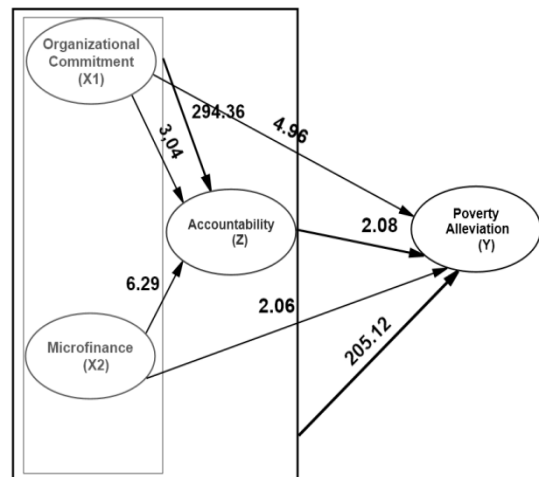 Organizational
Commitment
(X1)
294.36
4.96
3,04
Accountability
(Z)
2.08
Poverty
Alleviation
(Y)
6.29
2.06
Microfinance
(X2)
205.12